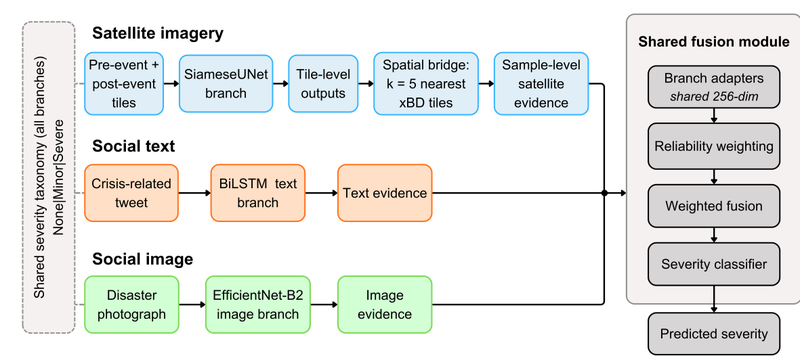 Shared severity taxonomy (all branches)
None|Minor|Severe
Satellite imagery
Pre-event +
post-event
tiles
SiameseUNet
branch
Tile-level
outputs
Spatial bridge:
k = 5 nearest
xBD tiles
Sample-level
satellite
evidence
Social text
Crisis-related
tweet
BiLSTM text
branch
Text evidence
Social image
Disaster
photograph
EfficientNet-B2
image branch
Image
evidence
Shared fusion module
Branch adapters
shared 256-dim
Reliability weighting
Weighted fusion
Severity classifier
Predicted severity